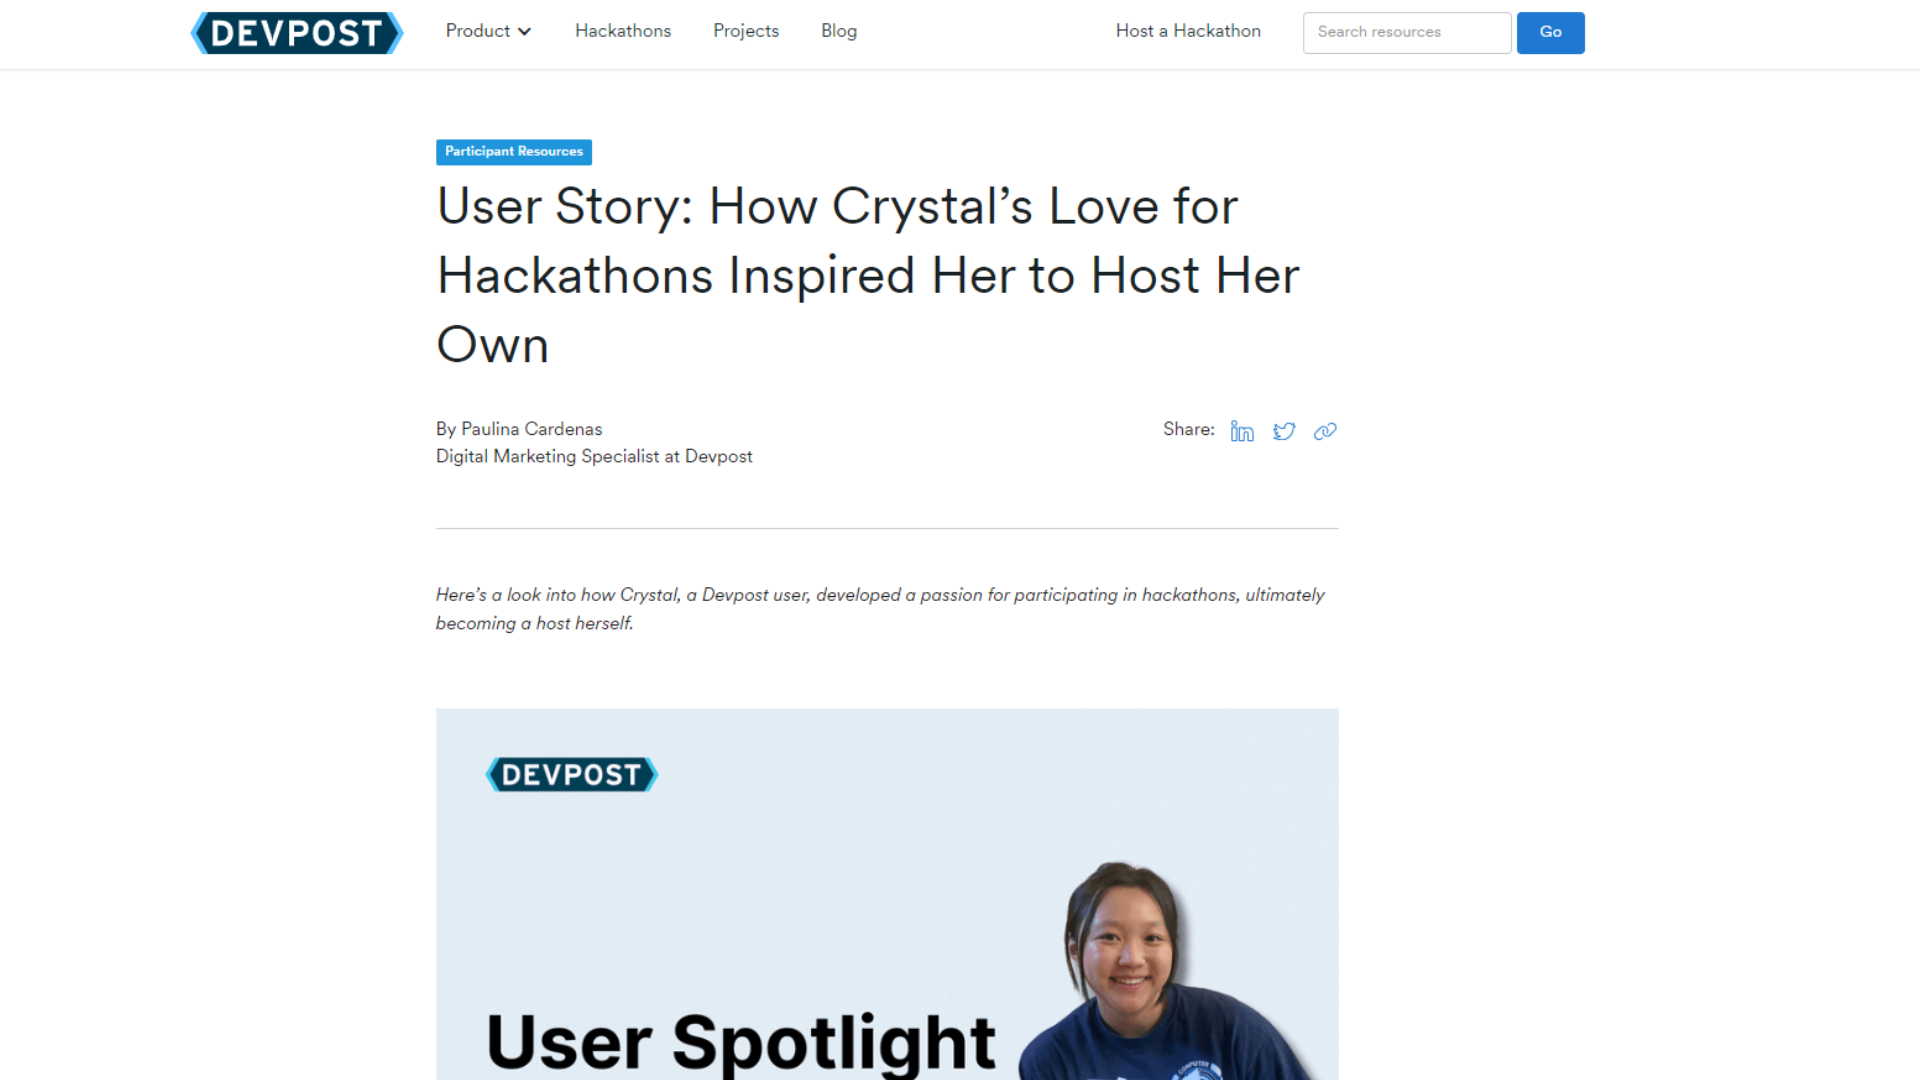 DEVPOST
Product
Hackathons
Projects
Blog
Host a Hackathon
Search resources
Go
Participant Resources
User Story: How Crystal’s Love for
Hackathons Inspired Her to Host Her
Own
By Paulina Cardenas
Share:
Digital Marketing Specialist at Devpost
Here’s a look into how Crystal, a Devpost user, developed a passion for participating in hackathons, ultimately
becoming a host herself.
DEVPOST
User Spotlight
COMPUTER